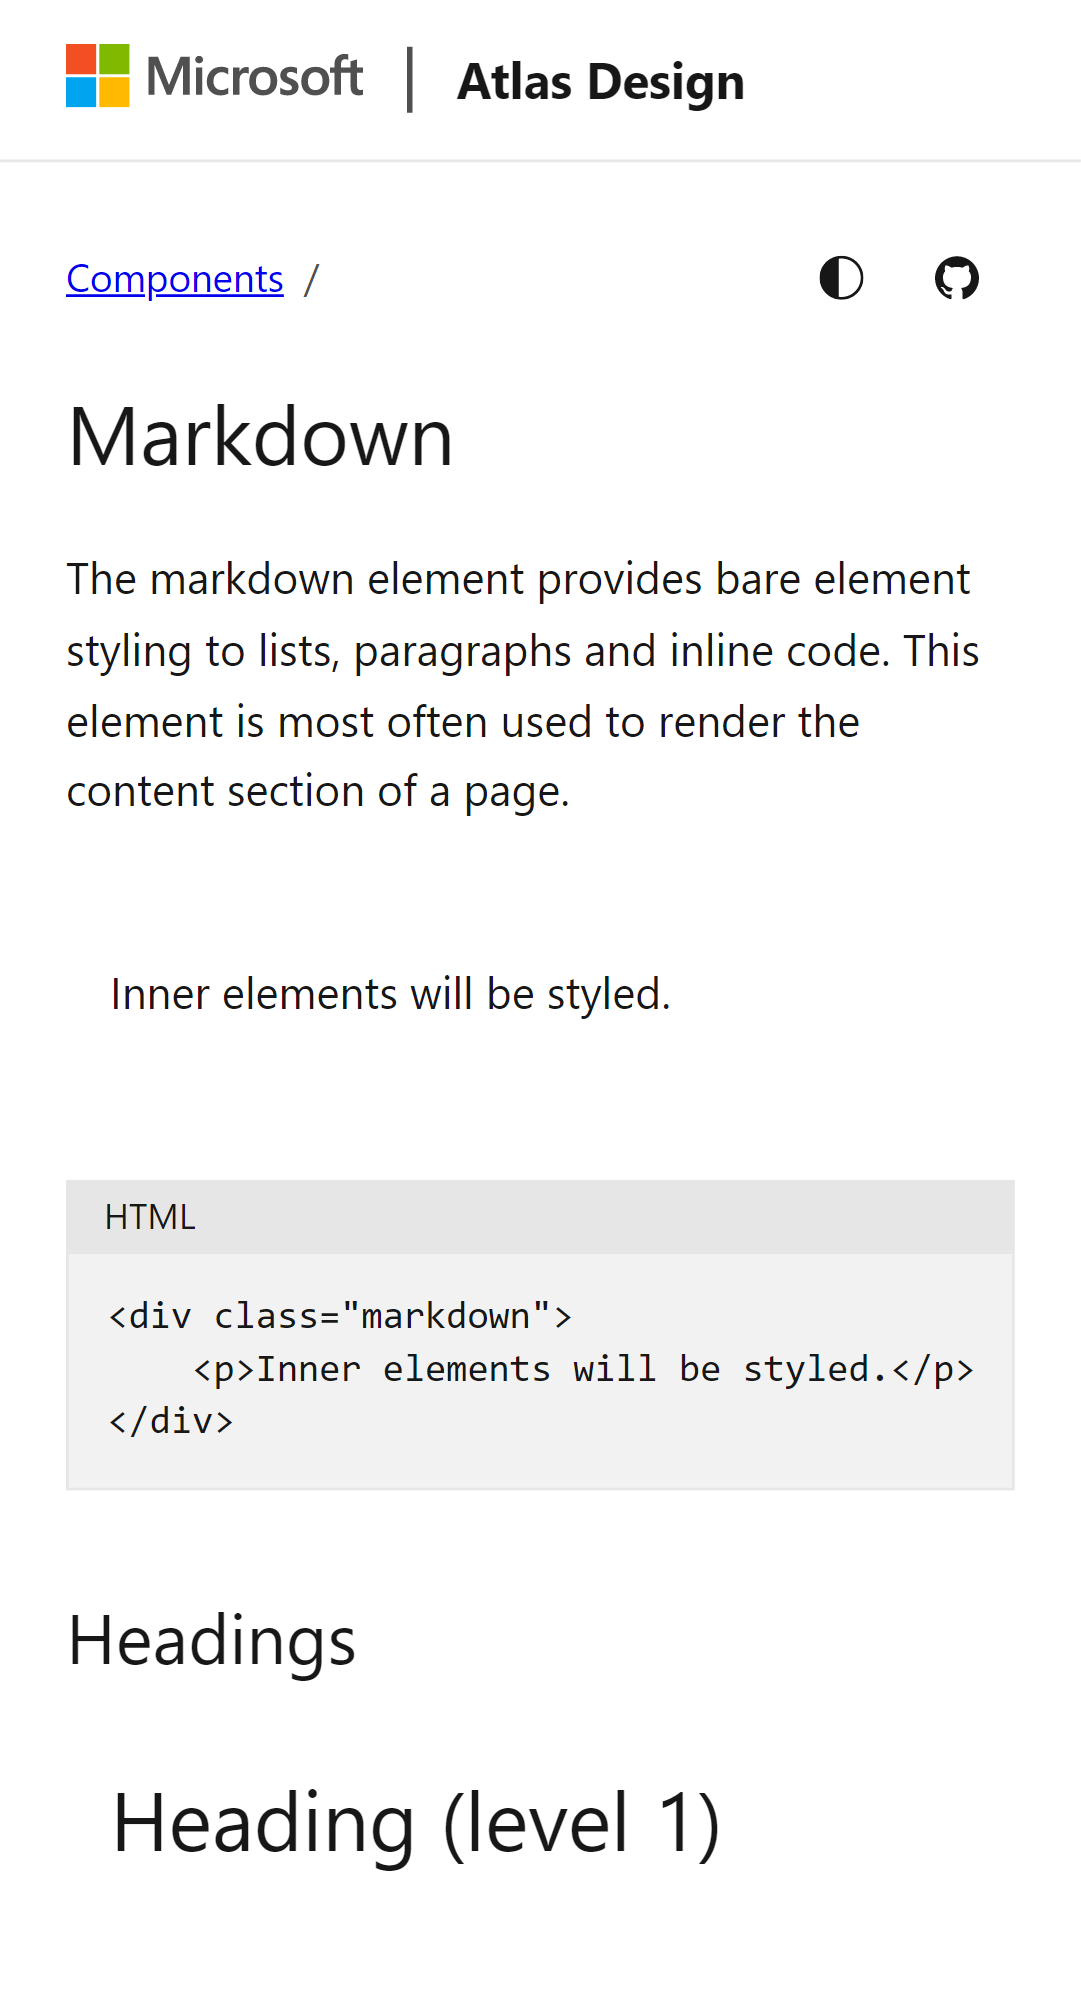 Microsoft | Atlas Design
Components /
Markdown
The markdown element provides bare element
styling to lists, paragraphs and inline code. This
element is most often used to render the
content section of a page.
Inner elements will be styled.
HTML
<div class="markdown">
    <p>Inner elements will be styled.</p>
</div>
Headings
Heading (level 1)